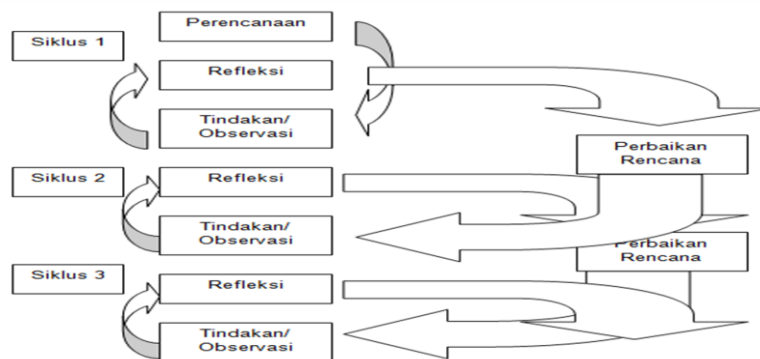 Perencanaan
Siklus 1
Refleksi
Tindakan/
Observasi
Perbaikan
Rencana
Siklus 2
Refleksi
Tindakan/
Observasi
Perbaikan
Rencana
Siklus 3
Refleksi
Tindakan/
Observasi